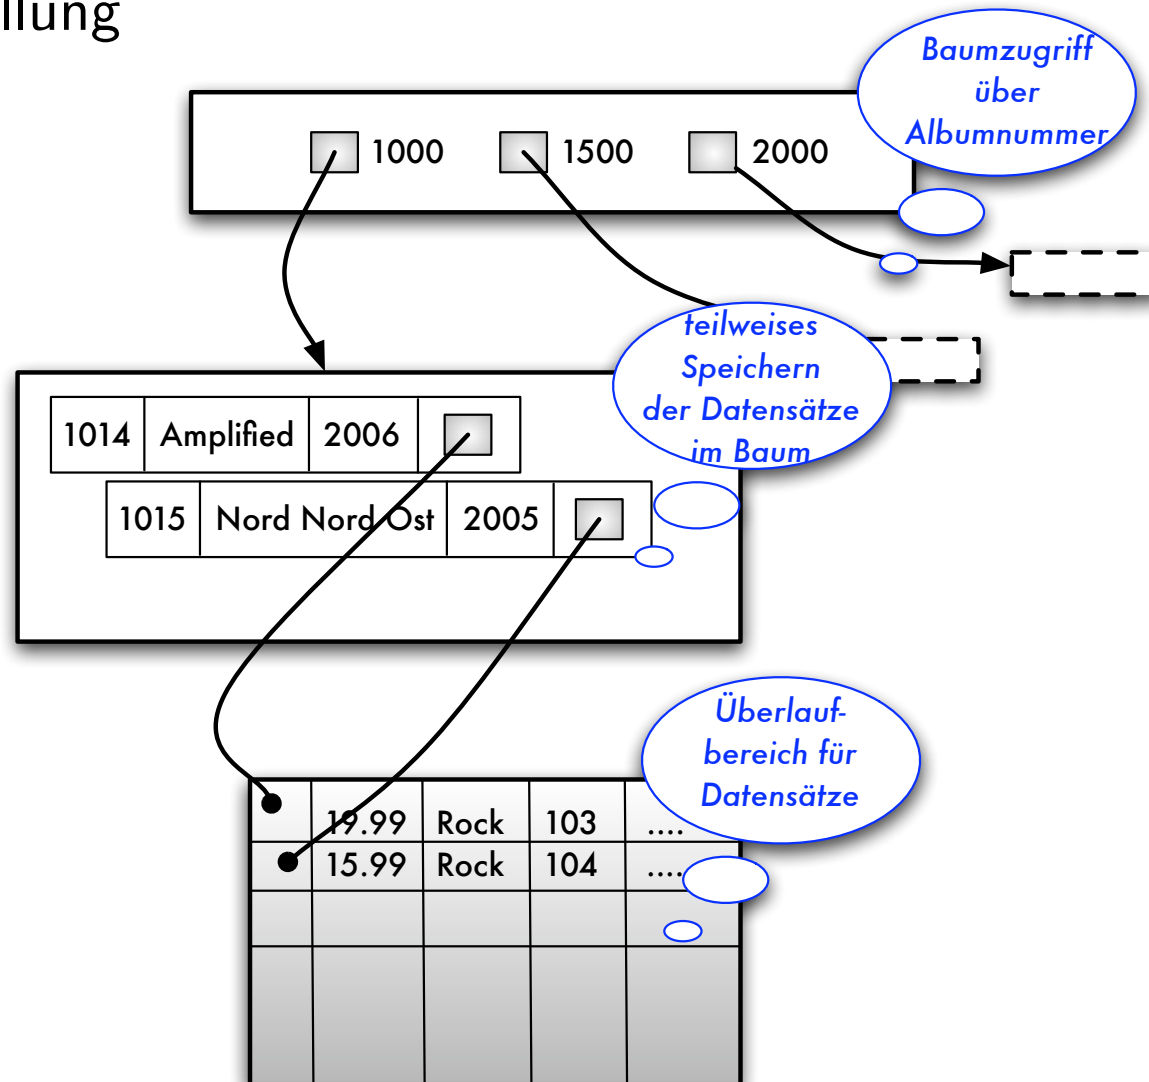 llung
Baumzugriff
über
Albumnummer
1000 1500 2000
teilweises
Speichern
der Datensätze
im Baum
1014 Amplified 2006
1015 Nord Nord Ost 2005
Überlauf-
bereich für
Datensätze
19.99 Rock 103 ....
15.99 Rock 104 ....